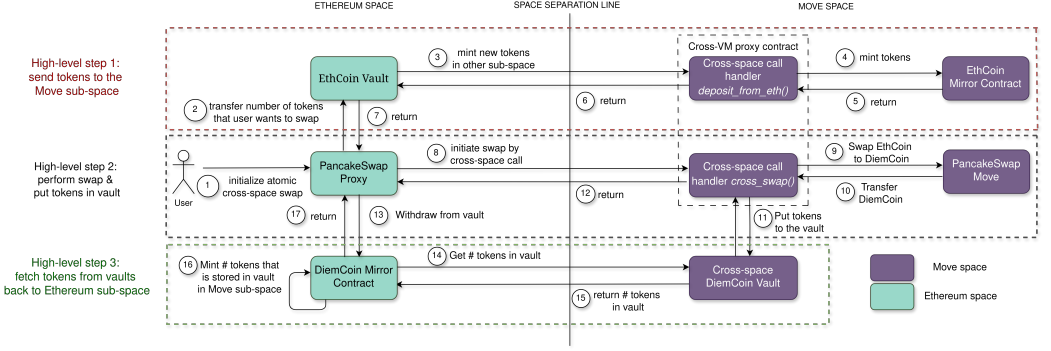 ETHEREUM SPACE
SPACE SEPARATION LINE
MOVE SPACE
High-level step 1:
send tokens to the
Move sub-space
EthCoin Vault
3
mint new tokens
in other sub-space
Cross-VM proxy contract
Cross-space call
handler
deposit_from_eth()
4
mint tokens
EthCoin
Mirror Contract
6
return
5
return
2
transfer number of tokens
that user wants to swap
7
return
High-level step 2:
perform swap &
put tokens in vault
User
1
initialize atomic
cross-space swap
PancakeSwap
Proxy
8
initiate swap by
cross-space call
Cross-space call
handler cross_swap()
9
Swap EthCoin
to DiemCoin
PancakeSwap
Move
10
Transfer
DiemCoin
12
return
17
return
13
Withdraw from vault
11
Put tokens
to the vault
High-level step 3:
fetch tokens from vaults
back to Ethereum sub-space
16
Mint # tokens that
is stored in vault
in Move sub-space
DiemCoin Mirror
Contract
14
Get # tokens in vault
Cross-space
DiemCoin Vault
15
return # tokens
in vault
Move space
Ethereum space